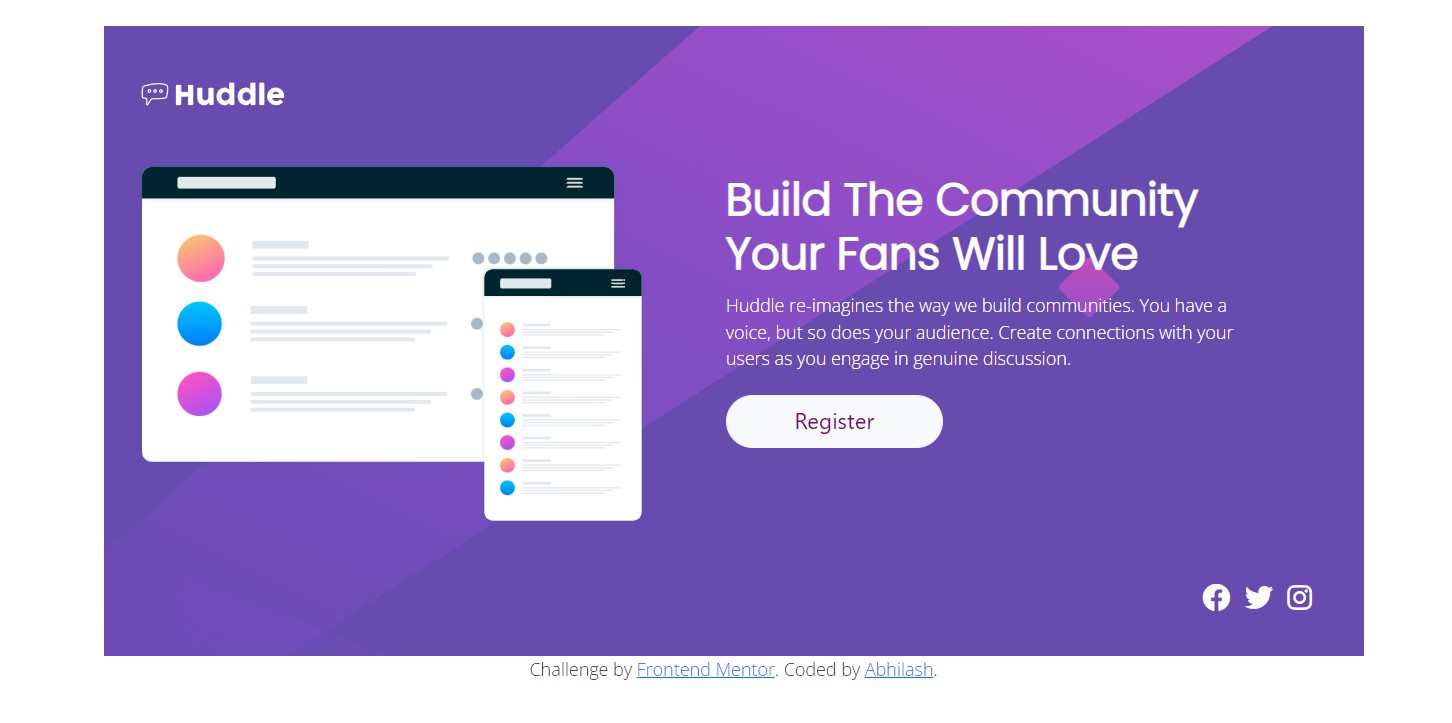 Huddle
Build The Community
Your Fans Will Love
Huddle re-imagines the way we build communities. You have a
voice, but so does your audience. Create connections with your
users as you engage in genuine discussion.
Register
Challenge by Frontend Mentor. Coded by Abhilash.